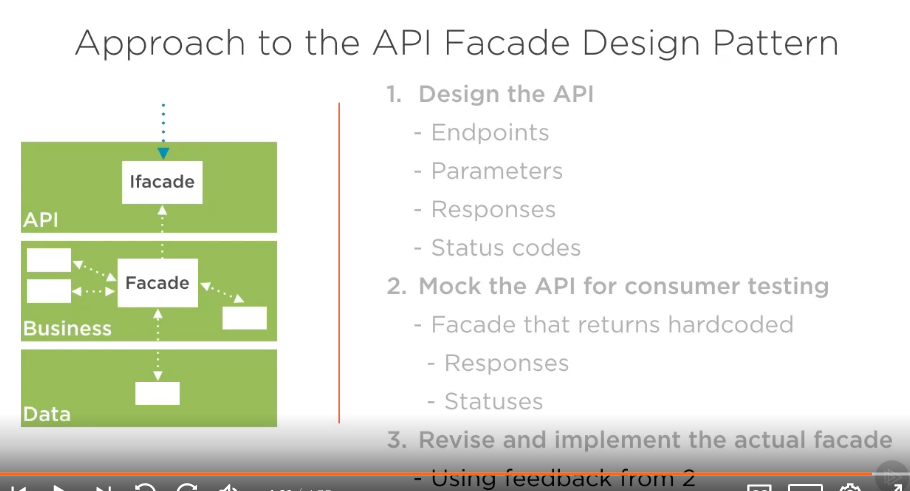 Approach to the API Facade Design Pattern
Ifacade
API
Facade
Business
Data
1. Design the API
- Endpoints
- Parameters
- Responses
- Status codes
2. Mock the API for consumer testing
- Facade that returns hardcoded
- Responses
- Statuses
3. Revise and implement the actual facade
- Using feedback from 2